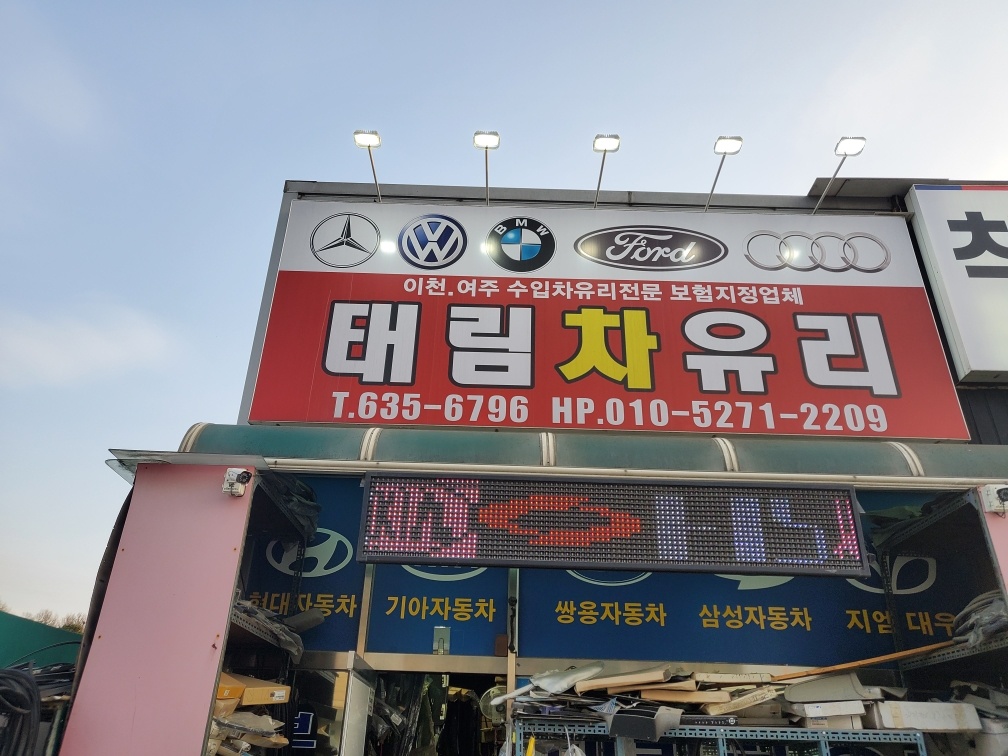 BMW
Ford
이천.여주 수입차유리전문 보험지정업체
태림차유리
T.635-6796 HP.010-5271-2209
현대자동차 기아자동차 쌍용자동차 삼성자동차 지엠 대우